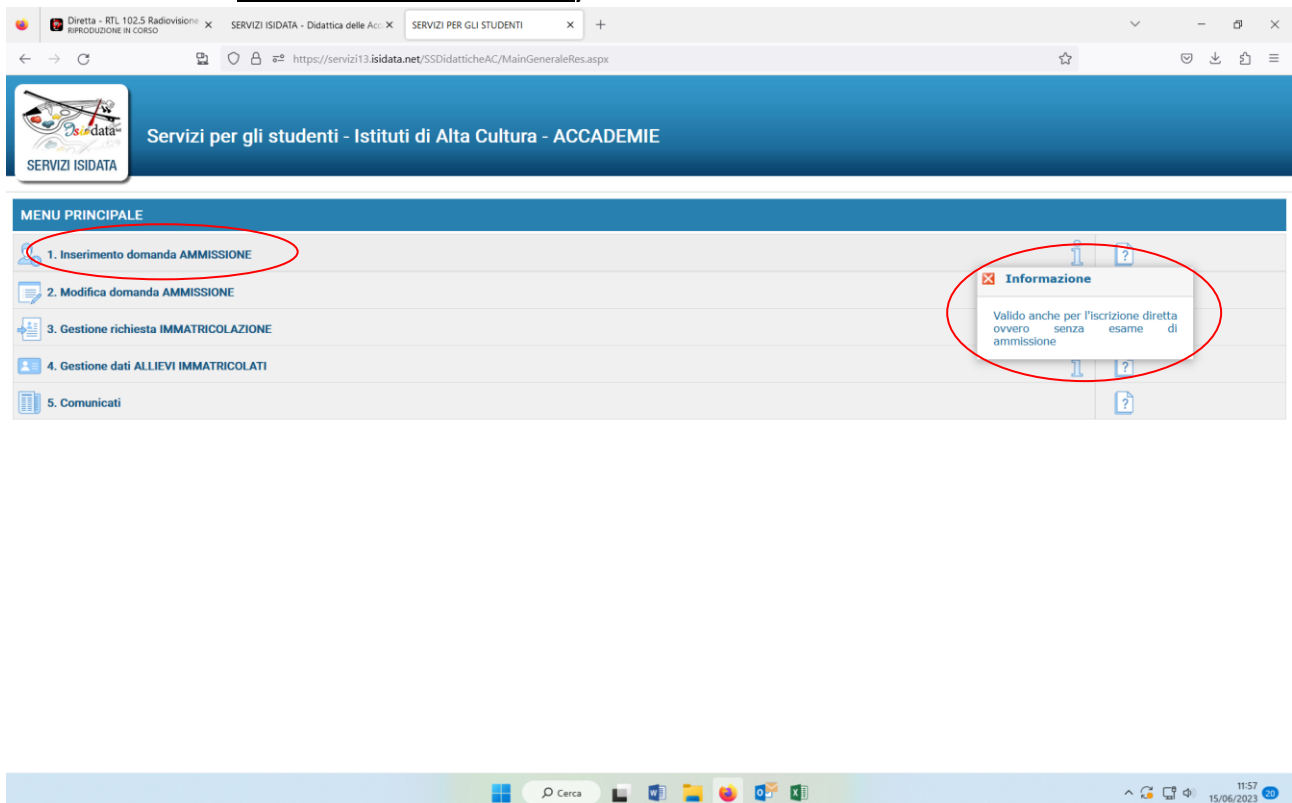 Diretta - RTL 102.5 Radiovisione
RIPRODUZIONE IN CORSO
SERVIZI ISIDATA - Didattica delle Acc
SERVIZI PER GLI STUDENTI
https://servizi13.isidata.net/SSDidatticheAC/MainGeneraleRes.aspx
Isidata
SERVIZI ISIDATA
Servizi per gli studenti - Istituti di Alta Cultura - ACCADEMIE
MENU PRINCIPALE
1. Inserimento domanda AMMISSIONE
2. Modifica domanda AMMISSIONE
3. Gestione richiesta IMMATRICOLAZIONE
4. Gestione dati ALLIEVI IMMATRICOLATI
5. Comunicati
Informazione
Valido anche per l'iscrizione diretta
ovvero senza esame di
ammissione
Cerca
11:57
15/06/2023
20